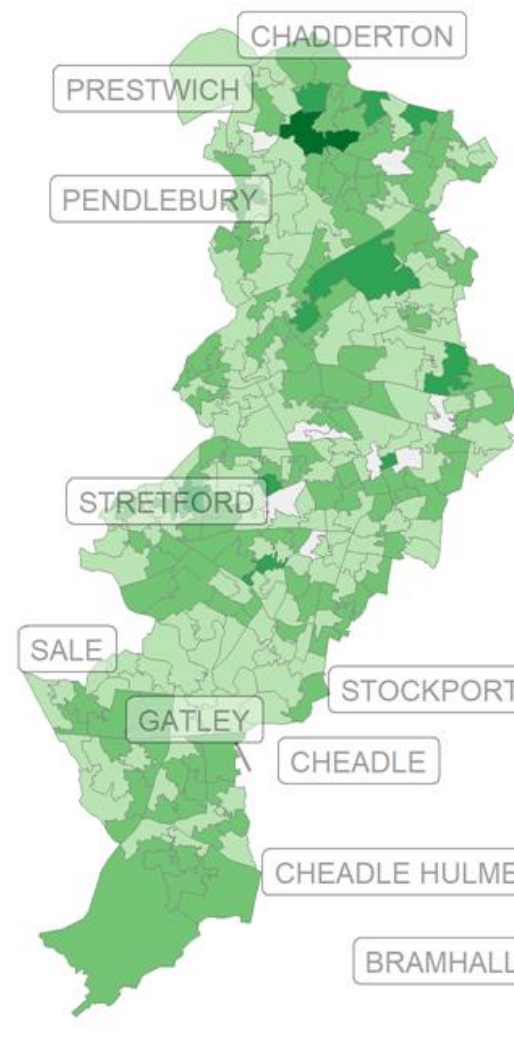 CHADDERTON
PRESTWICH
PENDLEBURY
STRETFORD
SALE
STOCKPORT
GATLEY
CHEADLE
CHEADLE HULME
BRAMHALL